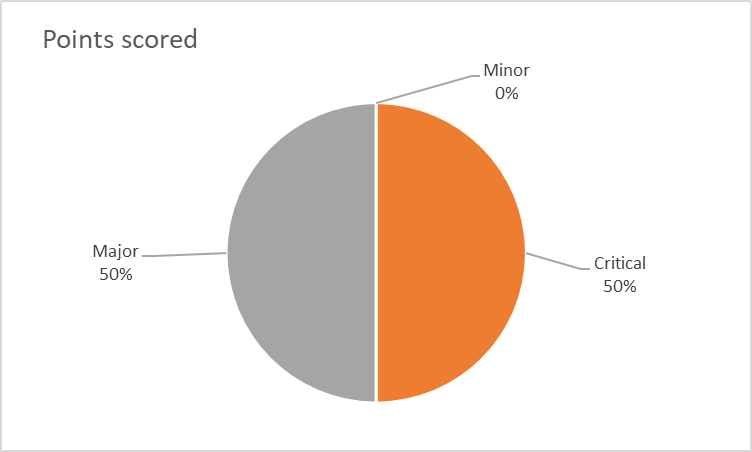 Points scored
Minor
0%
Major
50%
Critical
50%